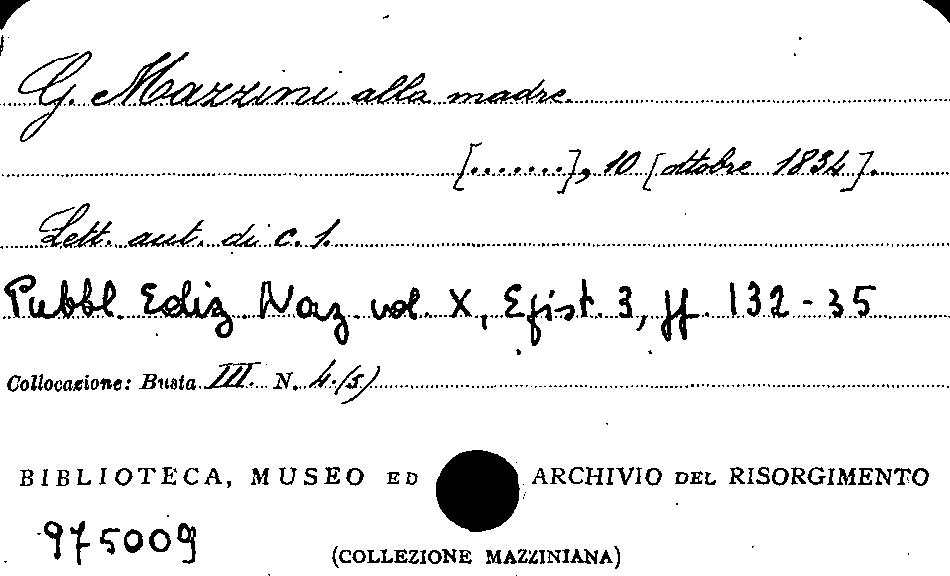 G. Mazzini alla madre.
[.......], 10 [ottobre 1834].
Lett. aut. di c. 1.
Pubbl. Ediz. Naz. vol. X, Epist. 3, pp. 132-35
Collocazione: Busta III. N. 4.(5)
BIBLIOTECA, MUSEO ED ARCHIVIO DEL RISORGIMENTO
975009
(COLLEZIONE MAZZINIANA)